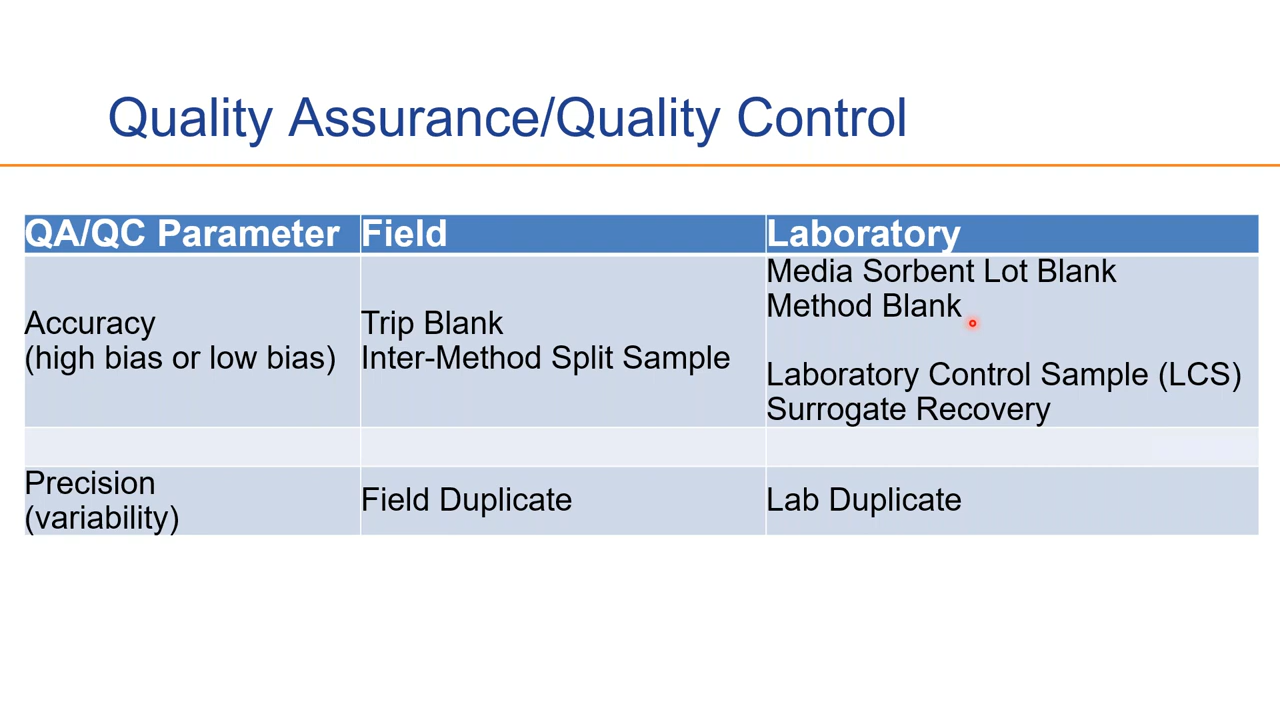 Quality Assurance/Quality Control
QA/QC Parameter
Field
Laboratory
Accuracy
(high bias or low bias)
Trip Blank
Inter-Method Split Sample
Media Sorbent Lot Blank
Method Blank
Laboratory Control Sample (LCS)
Surrogate Recovery
Precision
(variability)
Field Duplicate
Lab Duplicate